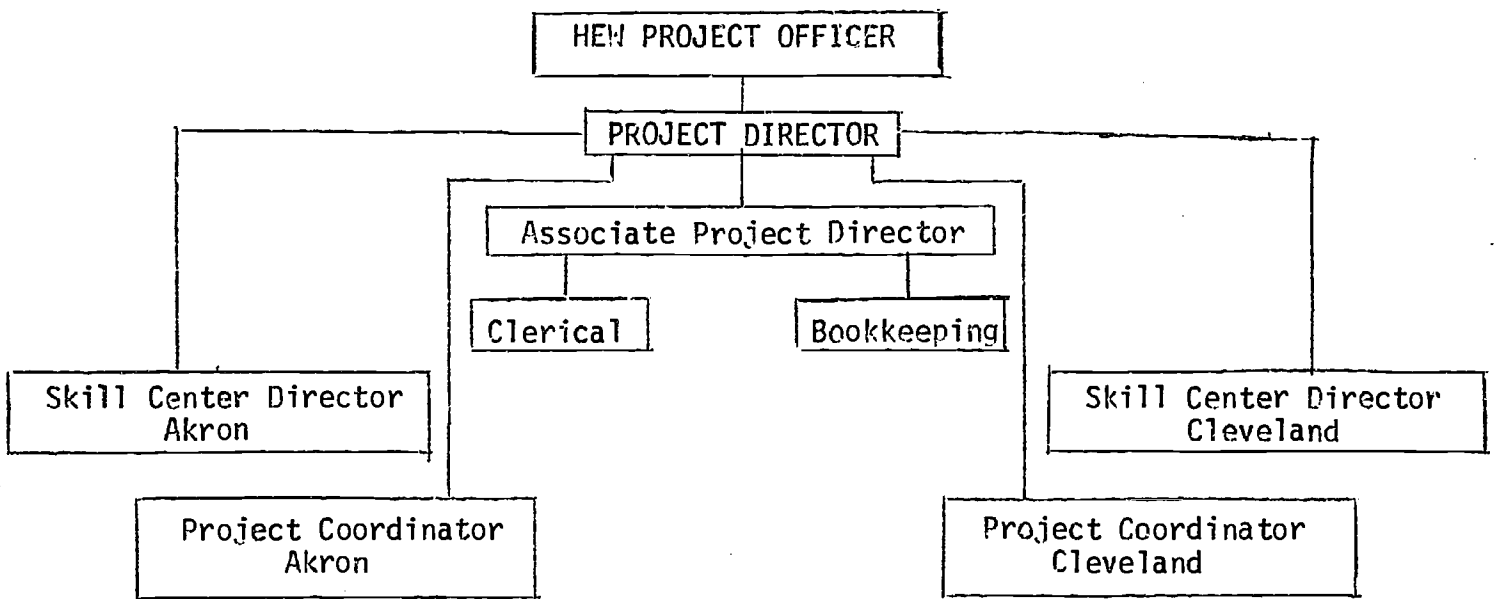 HEW PROJECT OFFICER
PROJECT DIRECTOR
Associate Project Director
Clerical
Bookkeeping
Skill Center Director
Akron
Skill Center Director
Cleveland
Project Coordinator
Akron
Project Coordinator
Cleveland